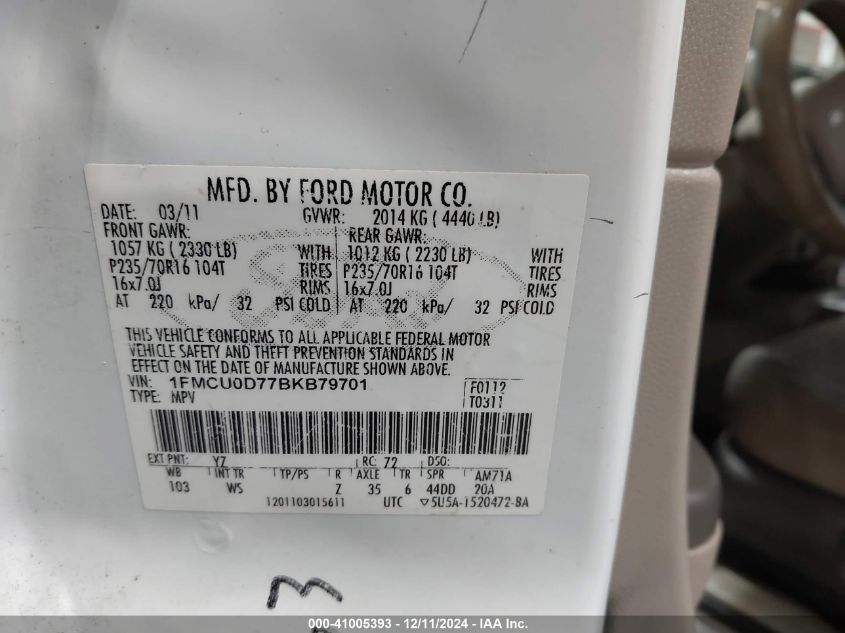 MFD. BY FORD MOTOR CO.
DATE: 03/11 GVWR: 2014 KG ( 4440 LB)
FRONT GAWR: REAR GAWR:
1057 KG ( 2330 LB) WITH 1012 KG ( 2230 LB) WITH
P235/70R16 104T TIRES P235/70R16 104T TIRES
16x7.0J RIMS 16x7.0J RIMS
AT 220 kPa/ 32 PSI COLD AT 220 kPa/ 32 PSI COLD
THIS VEHICLE CONFORMS TO ALL APPLICABLE FEDERAL MOTOR
VEHICLE SAFETY AND THEFT PREVENTION STANDARDS IN
EFFECT ON THE DATE OF MANUFACTURE SHOWN ABOVE.
VIN: 1FMCU0D77BKB79701 F0112
TYPE: MPV T0311
EXT PNT: YZ RC: 72 DSO:
WB INT TR TP/PS R AXLE TR SPR AM71A
103 WS Z 35 6 44DD 20A
1201103015611 UTC ▽5U5A-1520472-BA
000-41005393 - 12/11/2024 - IAA Inc.